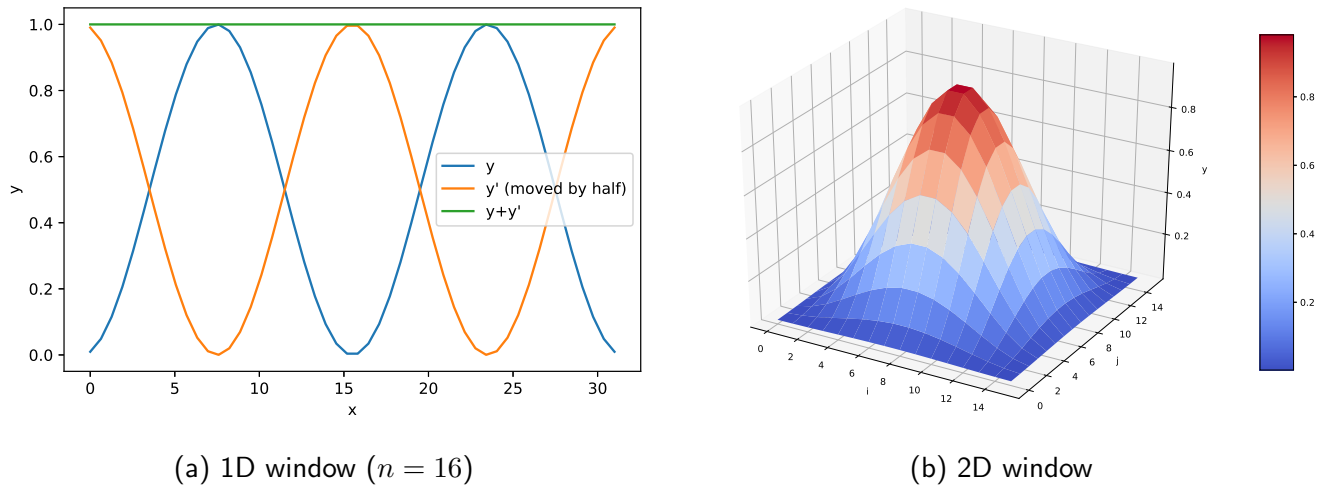 1.0
0.8
0.6
0.4
0.2
0.0
y
0 5 10 15 20 25 30
x
y
y' (moved by half)
y+y'
(a) 1D window (n = 16)
0.8
0.6
0.4
0.2
y
0 2 4 6 8 10 12 14
i
0 2 4 6 8 10 12 14
j
0.8
0.6
0.4
0.2
(b) 2D window